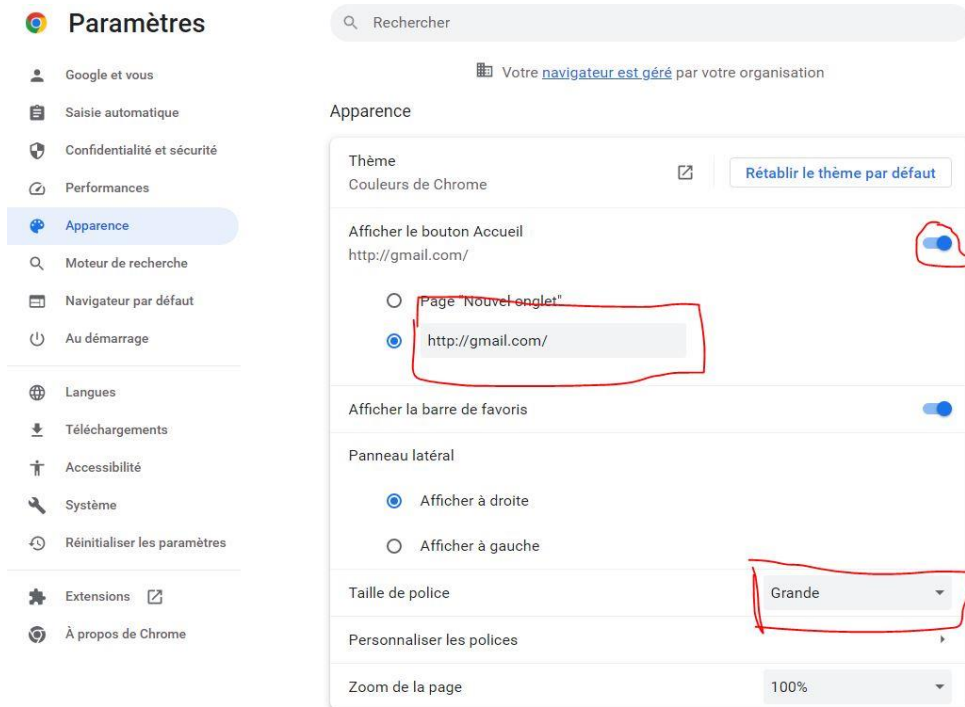 Paramètres
Rechercher
Google et vous
Saisie automatique
Confidentialité et sécurité
Performances
Apparence
Moteur de recherche
Navigateur par défaut
Au démarrage
Langues
Téléchargements
Accessibilité
Système
Réinitialiser les paramètres
Extensions
À propos de Chrome
Votre navigateur est géré par votre organisation
Apparence
Thème
Couleurs de Chrome
Rétablir le thème par défaut
Afficher le bouton Accueil
http://gmail.com/
Page "Nouvel onglet"
http://gmail.com/
Afficher la barre de favoris
Panneau latéral
Afficher à droite
Afficher à gauche
Taille de police
Grande
Personnaliser les polices
Zoom de la page
100%